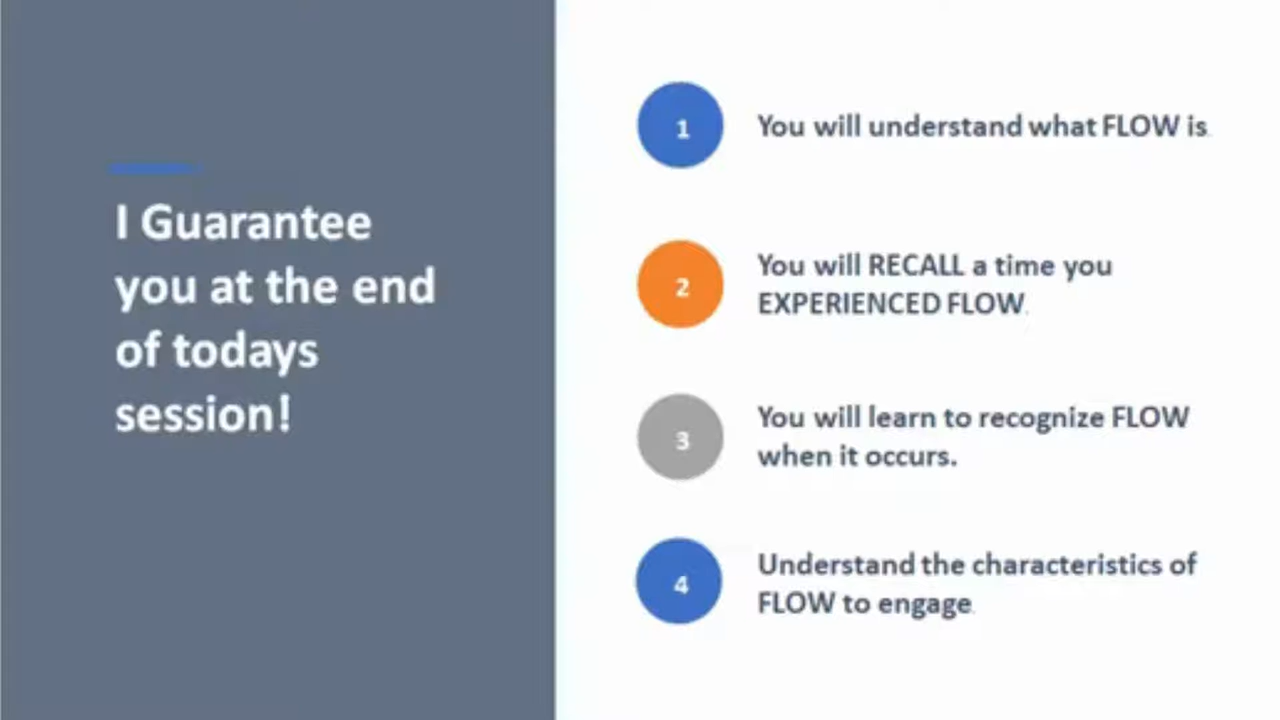 I Guarantee
you at the end
of todays
session!
1
You will understand what FLOW is.
2
You will RECALL a time you
EXPERIENCED FLOW.
3
You will learn to recognize FLOW
when it occurs.
4
Understand the characteristics of
FLOW to engage.